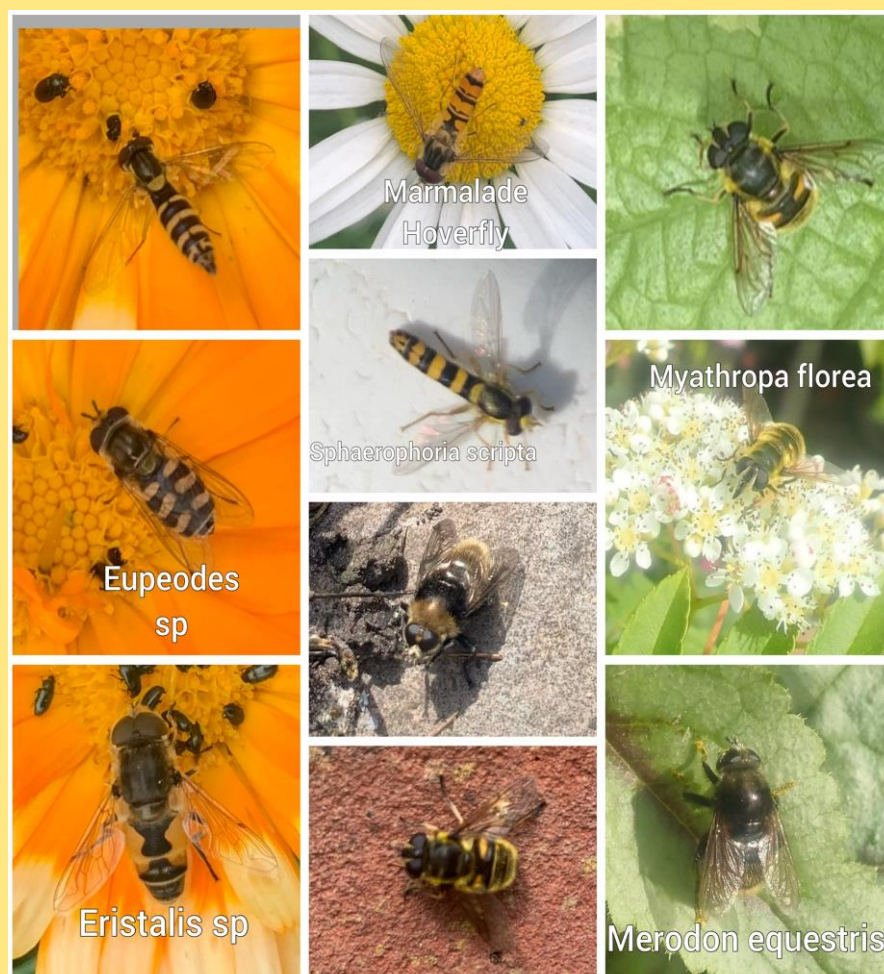 Marmalade
Hoverfly
Sphaerophoria scripta
Myathropa florea
Eupeodes
sp
Eristalis sp
Merodon equestris